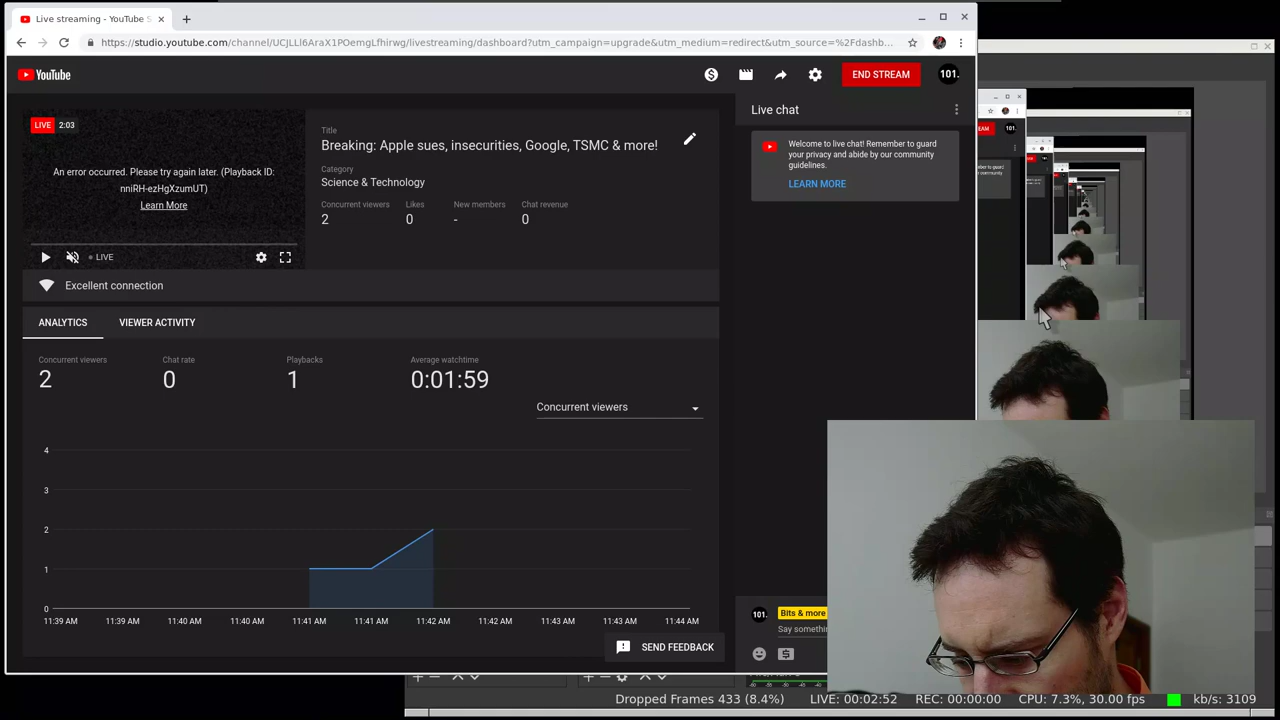 Live streaming - YouTube S
https://studio.youtube.com/channel/UCJLLl6AraX1POemgLfhirwg/livestreaming/dashboard?utm_campaign=upgrade&utm_medium=redirect&utm_source=%2Fdashb...
YouTube
END STREAM
101.
LIVE 2:03
An error occurred. Please try again later. (Playback ID:
nniRH-ezHgXzumUT)
Learn More
LIVE
Title
Breaking: Apple sues, insecurities, Google, TSMC & more!
Category
Science & Technology
Concurrent viewers Likes New members Chat revenue
2 0 - 0
Live chat
Welcome to live chat! Remember to guard
your privacy and abide by our community
guidelines.
LEARN MORE
Excellent connection
ANALYTICS VIEWER ACTIVITY
Concurrent viewers Chat rate Playbacks Average watchtime
2 0 1 0:01:59
Concurrent viewers
4
3
2
1
0
11:39 AM 11:39 AM 11:40 AM 11:40 AM 11:41 AM 11:41 AM 11:42 AM 11:42 AM 11:43 AM 11:43 AM 11:44 AM
SEND FEEDBACK
101. Bits & more
Say somethin
Dropped Frames 433 (8.4%) LIVE: 00:02:52 REC: 00:00:00 CPU: 7.3%, 30.00 fps kb/s: 3109